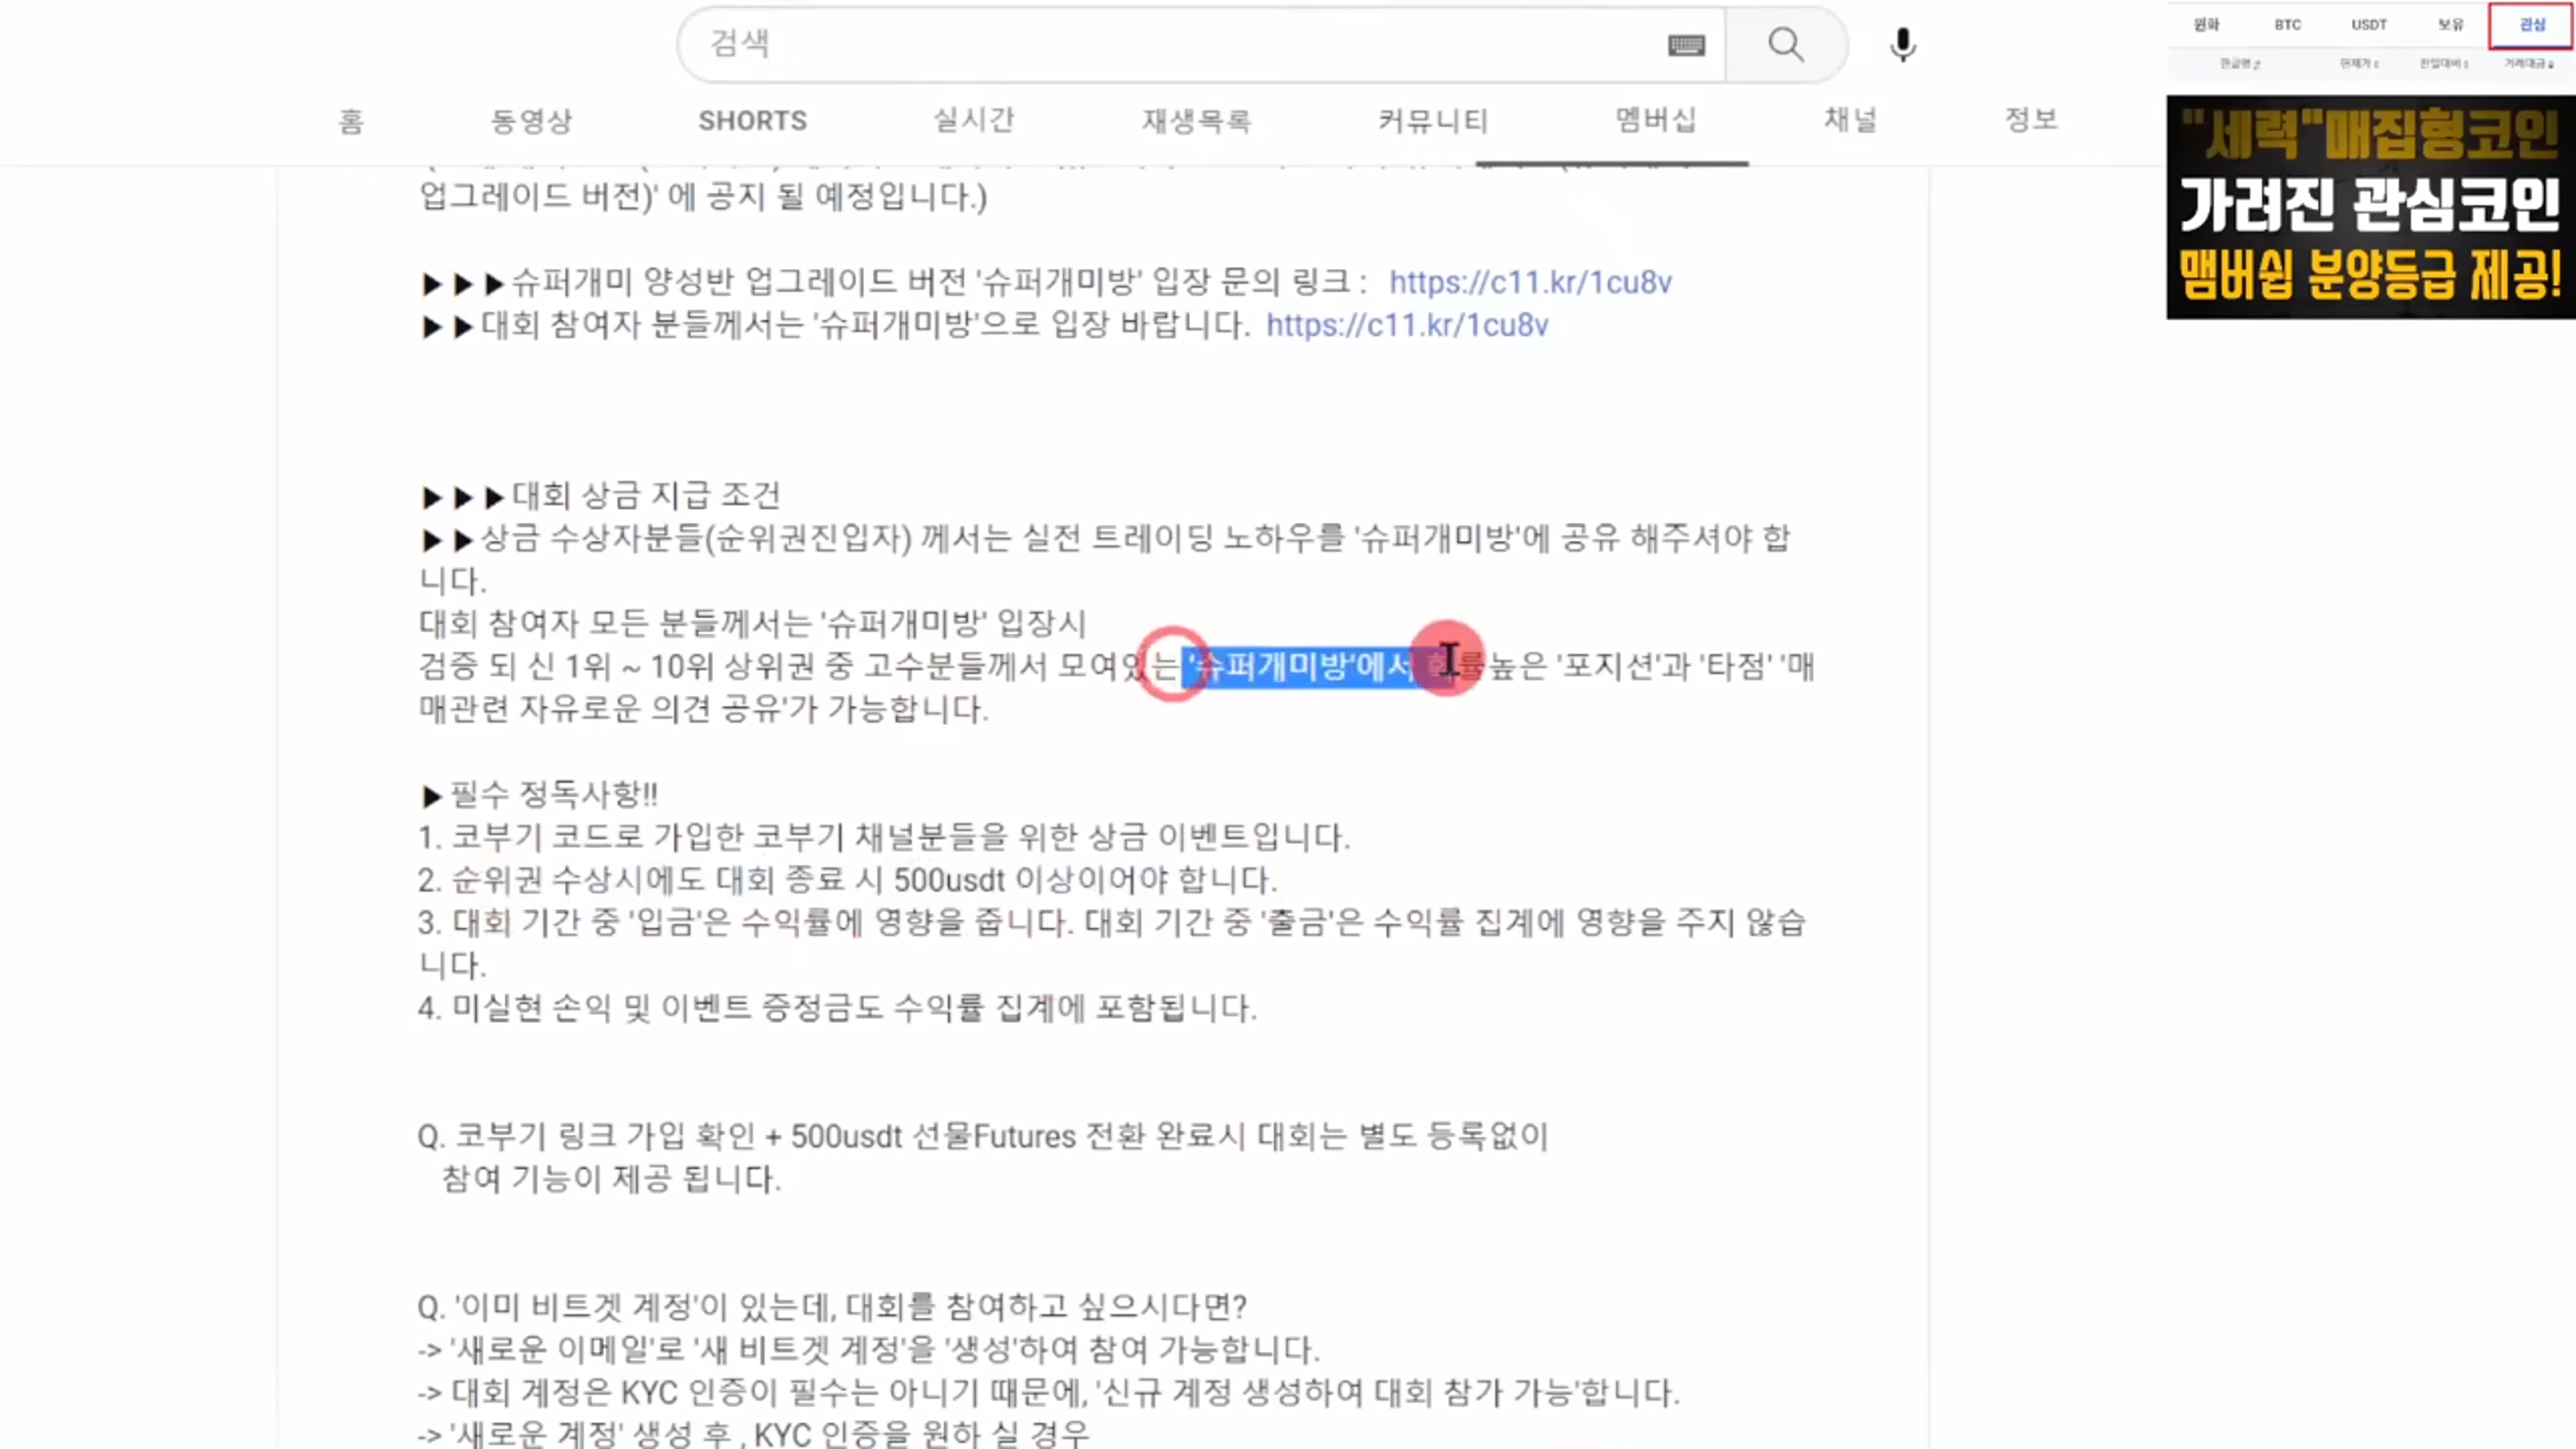 검색
홈 동영상 SHORTS 실시간 재생목록 커뮤니티 멤버십 채널 정보
원화 BTC USDT 보유 관심
한글명 현재가 전일대비 거래대금
"세력"매집형코인
가려진 관심코인
맴버쉽 분양등급 제공!
업그레이드 버전)' 에 공지 될 예정입니다.)
▶▶▶슈퍼개미 양성반 업그레이드 버전 '슈퍼개미방' 입장 문의 링크 : https://c11.kr/1cu8v
▶▶대회 참여자 분들께서는 '슈퍼개미방'으로 입장 바랍니다. https://c11.kr/1cu8v
▶▶▶대회 상금 지급 조건
▶▶상금 수상자분들(순위권진입자) 께서는 실전 트레이딩 노하우를 '슈퍼개미방'에 공유 해주셔야 합
니다.
대회 참여자 모든 분들께서는 '슈퍼개미방' 입장시
검증 되 신 1위 ~ 10위 상위권 중 고수분들께서 모여있는 '슈퍼개미방'에서 확률높은 '포지션'과 '타점' '매
매관련 자유로운 의견 공유'가 가능합니다.
▶필수 정독사항!!
1. 코부기 코드로 가입한 코부기 채널분들을 위한 상금 이벤트입니다.
2. 순위권 수상시에도 대회 종료 시 500usdt 이상이어야 합니다.
3. 대회 기간 중 '입금'은 수익률에 영향을 줍니다. 대회 기간 중 '출금'은 수익률 집계에 영향을 주지 않습
니다.
4. 미실현 손익 및 이벤트 증정금도 수익률 집계에 포함됩니다.
Q. 코부기 링크 가입 확인 + 500usdt 선물Futures 전환 완료시 대회는 별도 등록없이
참여 기능이 제공 됩니다.
Q. '이미 비트겟 계정'이 있는데, 대회를 참여하고 싶으시다면?
-> '새로운 이메일'로 '새 비트겟 계정'을 '생성'하여 참여 가능합니다.
-> 대회 계정은 KYC 인증이 필수는 아니기 때문에, '신규 계정 생성하여 대회 참가 가능'합니다.
-> '새로운 계정' 생성 후 , KYC 인증을 원하 실 경우